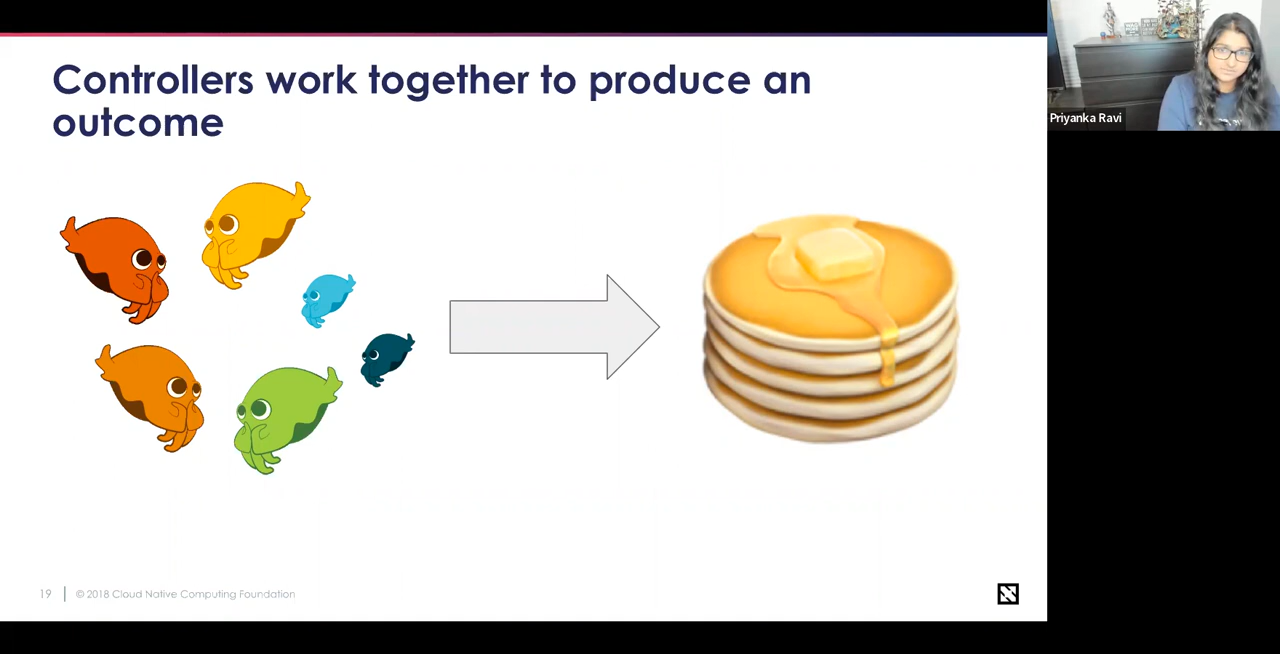 Controllers work together to produce an
outcome
Priyanka Ravi
19
© 2018 Cloud Native Computing Foundation